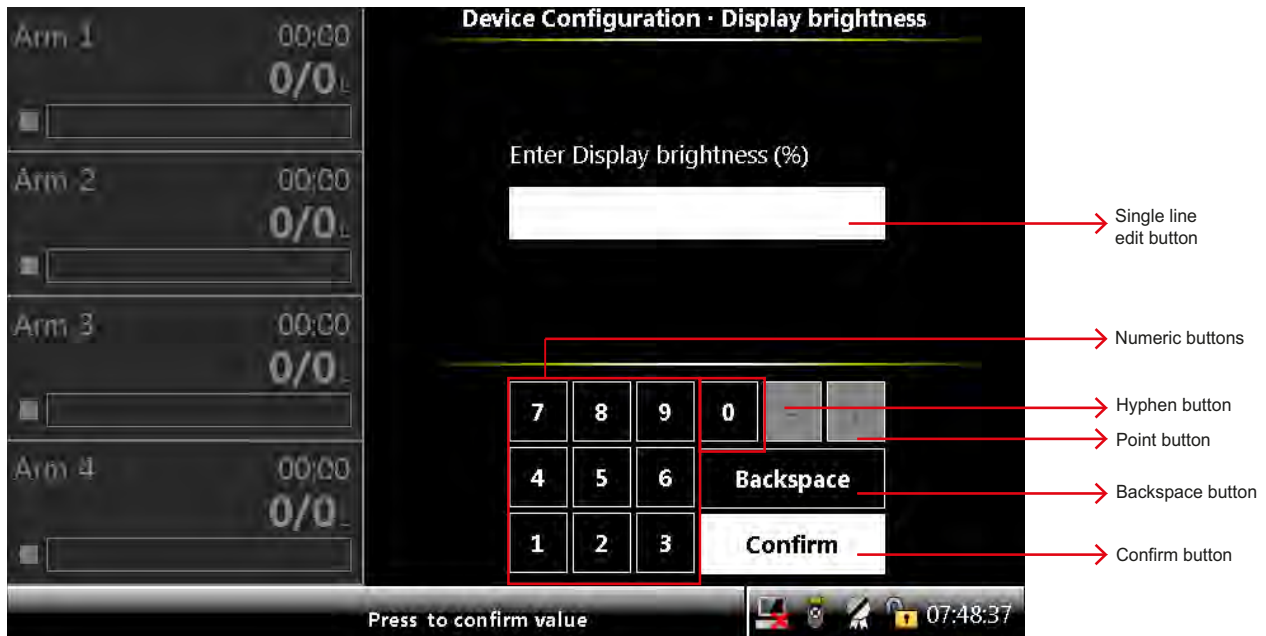 Device Configuration · Display brightness
Arm 1 00:00
0/0 L
Arm 2 00:00
0/0 L
Arm 3 00:00
0/0 L
Arm 4 00:00
0/0 L
Enter Display brightness (%)
7 8 9 0 -
4 5 6 Backspace
1 2 3 Confirm
Press to confirm value
07:48:37
Single line
edit button
Numeric buttons
Hyphen button
Point button
Backspace button
Confirm button